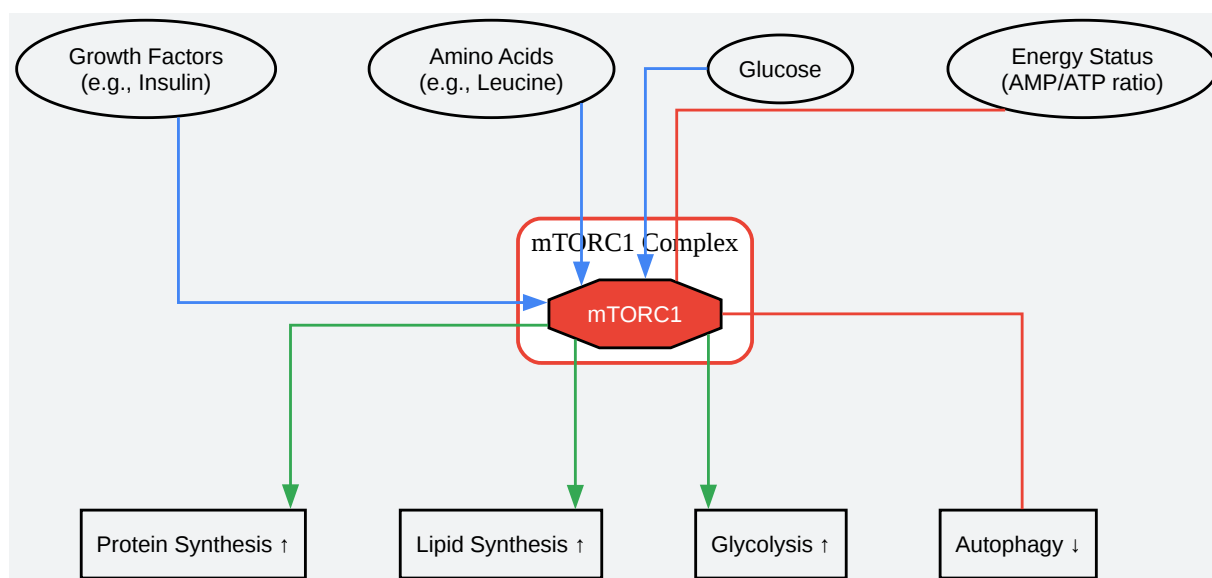 Growth Factors
(e.g., Insulin)
Amino Acids
(e.g., Leucine)
Glucose
Energy Status
(AMP/ATP ratio)
mTORC1 Complex
mTORC1
Protein Synthesis ↑
Lipid Synthesis ↑
Glycolysis ↑
Autophagy ↓